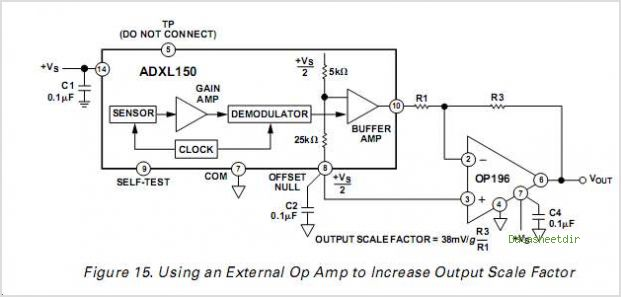 TP
(DO NOT CONNECT)
5
+Vs
14
C1
0.1µF
ADXL150
+Vs
2
5kΩ
GAIN
AMP
SENSOR
DEMODULATOR
BUFFER
AMP
CLOCK
25kΩ
10
R1
R3
9
SELF-TEST
COM
7
OFFSET
NULL
8
+Vs
2
C2
0.1µF
2
−
OP196
3
+
4
7
6
VOUT
+Vs
C4
0.1µF
OUTPUT SCALE FACTOR = 38mV/g R3
R1
Datasheetdir
Figure 15. Using an External Op Amp to Increase Output Scale Factor